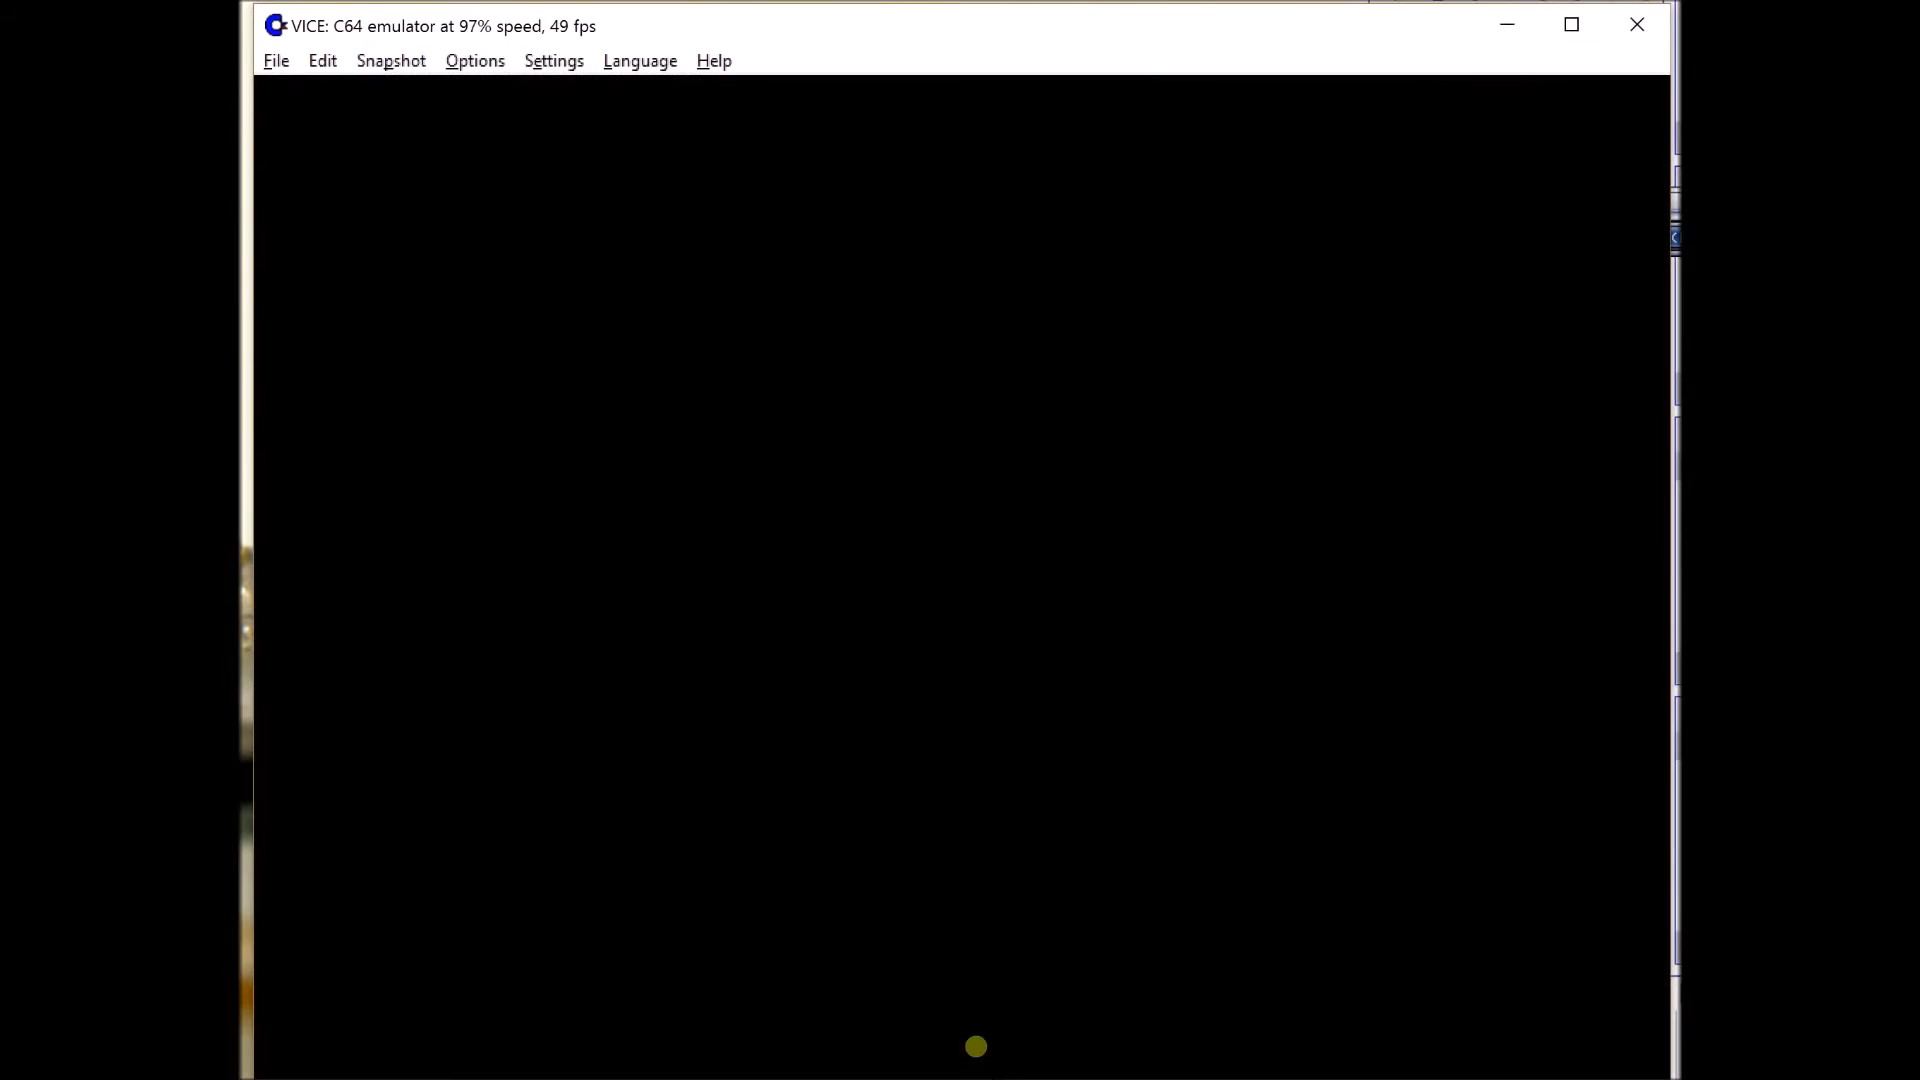 VICE: C64 emulator at 97% speed, 49 fps
File Edit Snapshot Options Settings Language Help